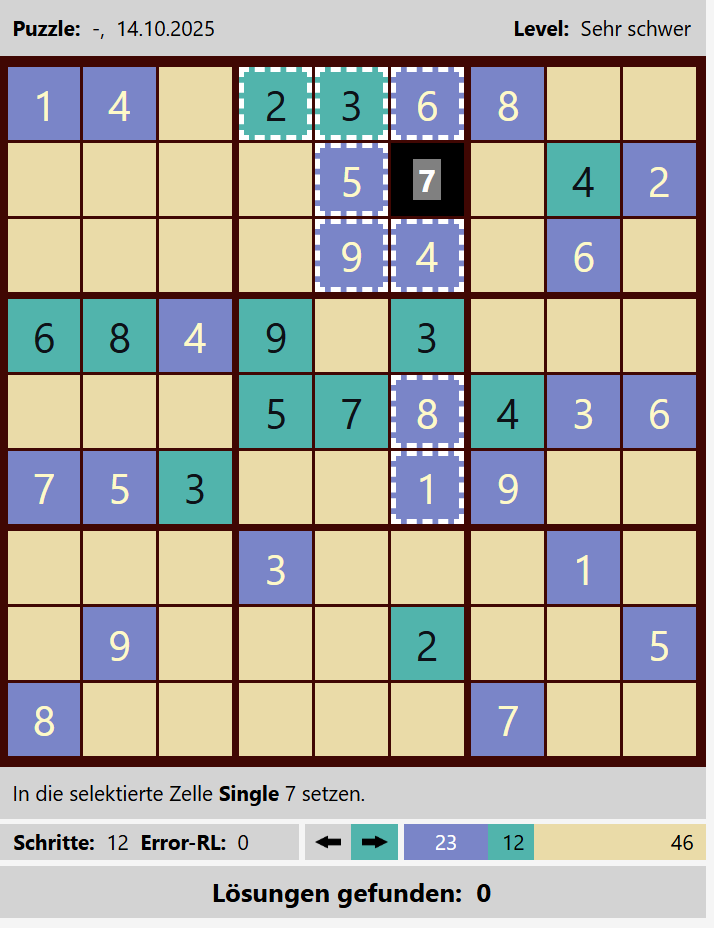 Puzzle: -, 14.10.2025 Level: Sehr schwer
1 4 2 3 6 8
5 7 4 2
9 4 6
6 8 4 9 3
5 7 8 4 3 6
7 5 3 1 9
3 1
9 2 5
8 7
In die selektierte Zelle Single 7 setzen.
Schritte: 12 Error-RL: 0 23 12 46
Lösungen gefunden: 0